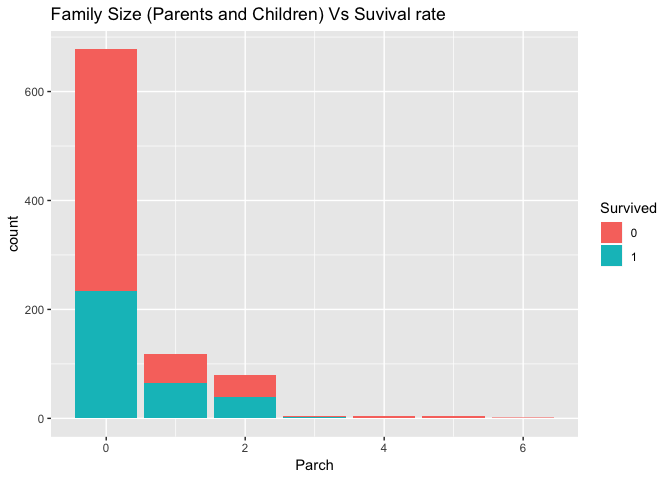 Family Size (Parents and Children) Vs Suvival rate
600
400
200
0
count
0
2
4
6
Parch
Survived
0
1